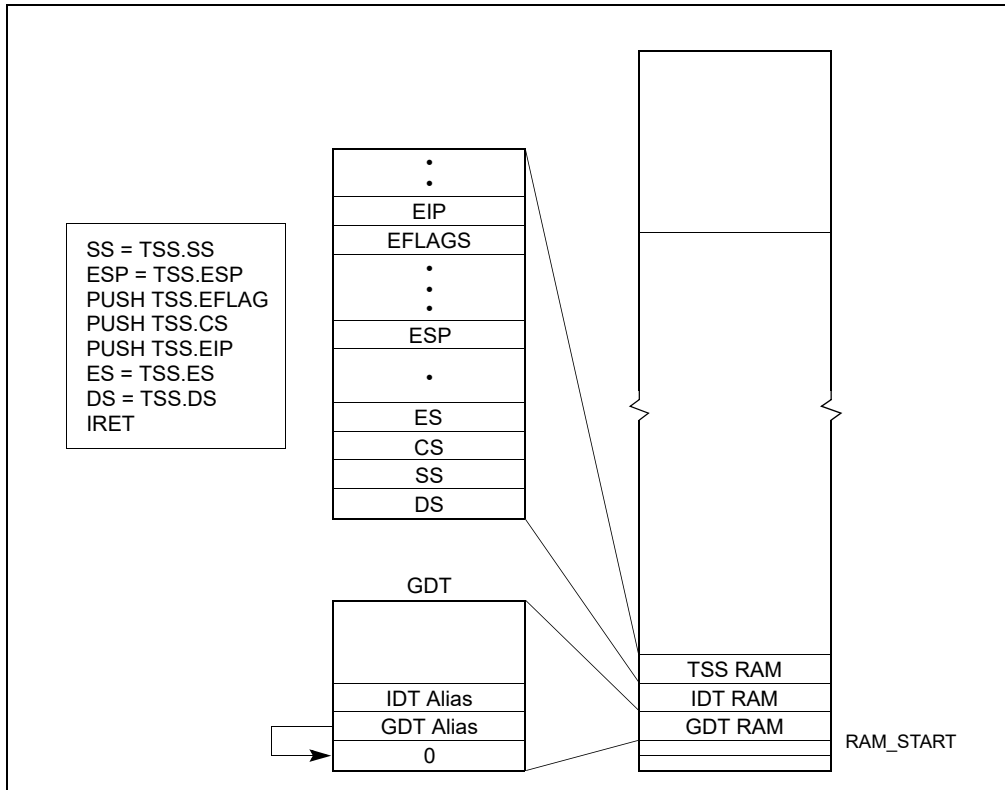 SS = TSS.SS
ESP = TSS.ESP
PUSH TSS.EFLAG
PUSH TSS.CS
PUSH TSS.EIP
ES = TSS.ES
DS = TSS.DS
IRET
EIP
EFLAGS
ESP
ES
CS
SS
DS
GDT
IDT Alias
GDT Alias
0
TSS RAM
IDT RAM
GDT RAM
RAM_START